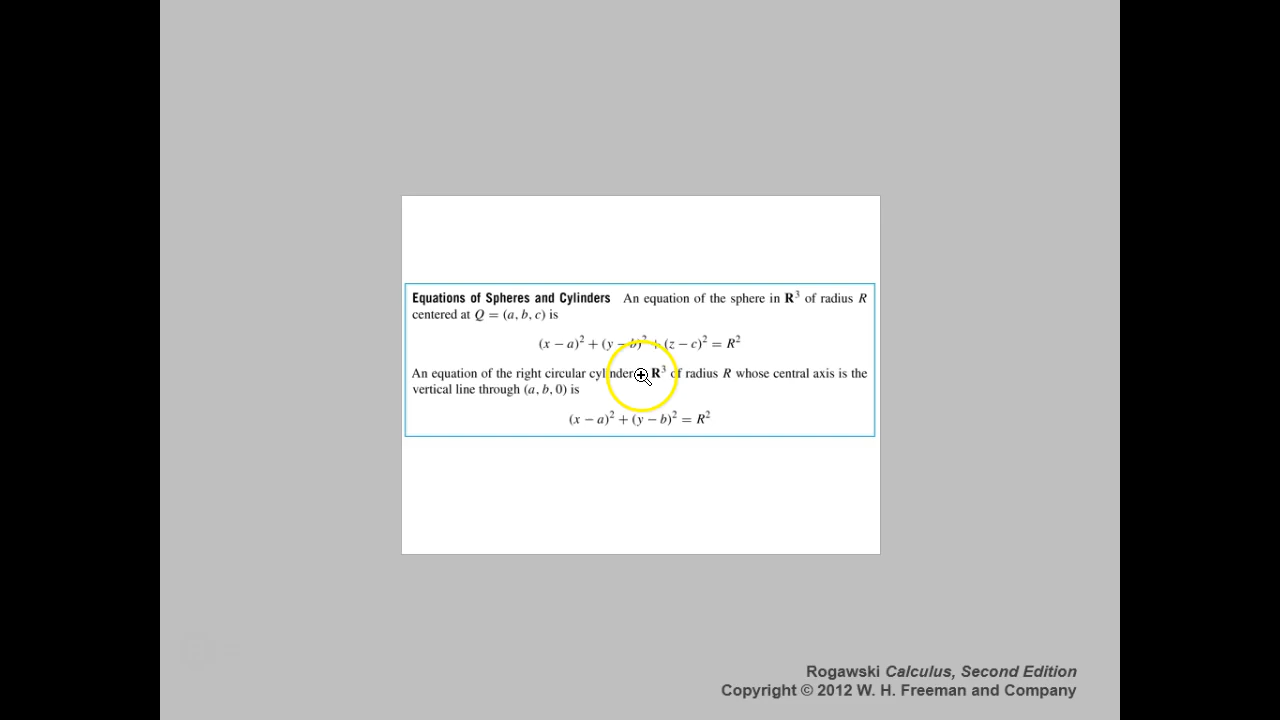 Equations of Spheres and Cylinders An equation of the sphere in R³ of radius R
centered at Q = (a, b, c) is
(x − a)² + (y − b)² + (z − c)² = R²
An equation of the right circular cylinder R³ of radius R whose central axis is the
vertical line through (a, b, 0) is
(x − a)² + (y − b)² = R²
Rogawski Calculus, Second Edition
Copyright © 2012 W. H. Freeman and Company